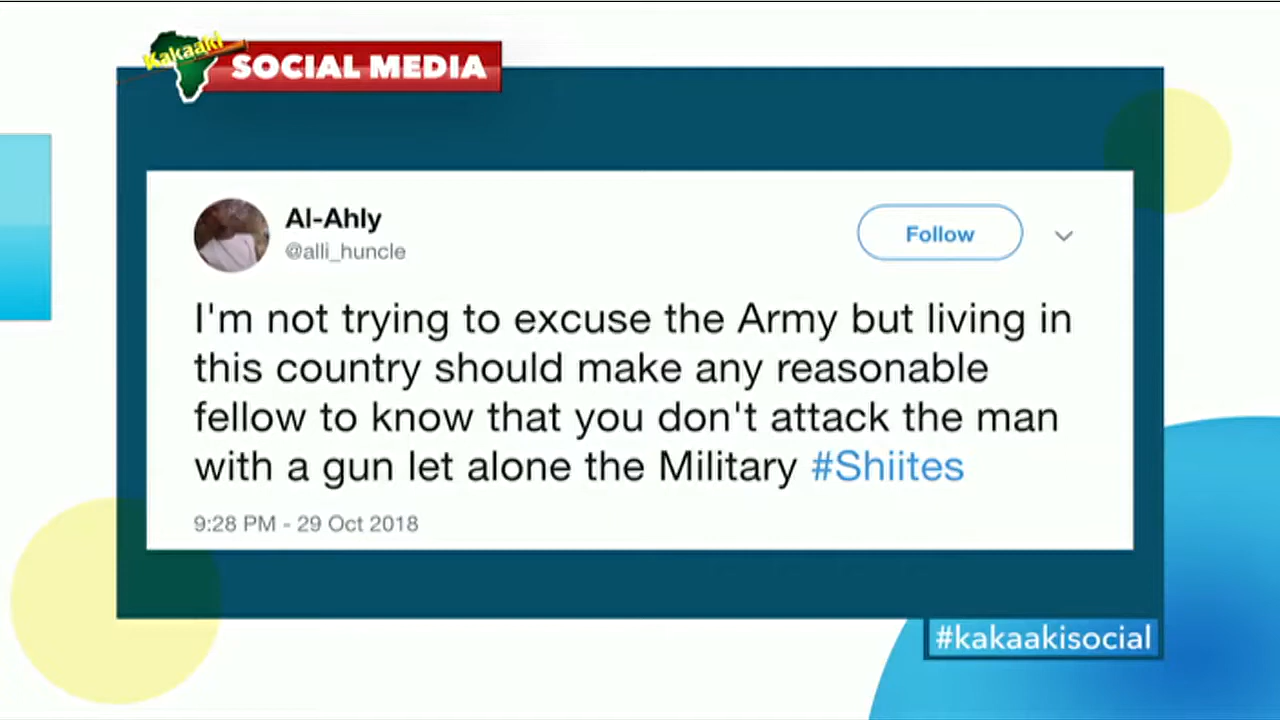 Kakaaki
SOCIAL MEDIA
Al-Ahly
@alli_huncle
Follow
I'm not trying to excuse the Army but living in
this country should make any reasonable
fellow to know that you don't attack the man
with a gun let alone the Military #Shiites
9:28 PM - 29 Oct 2018
#kakaakisocial